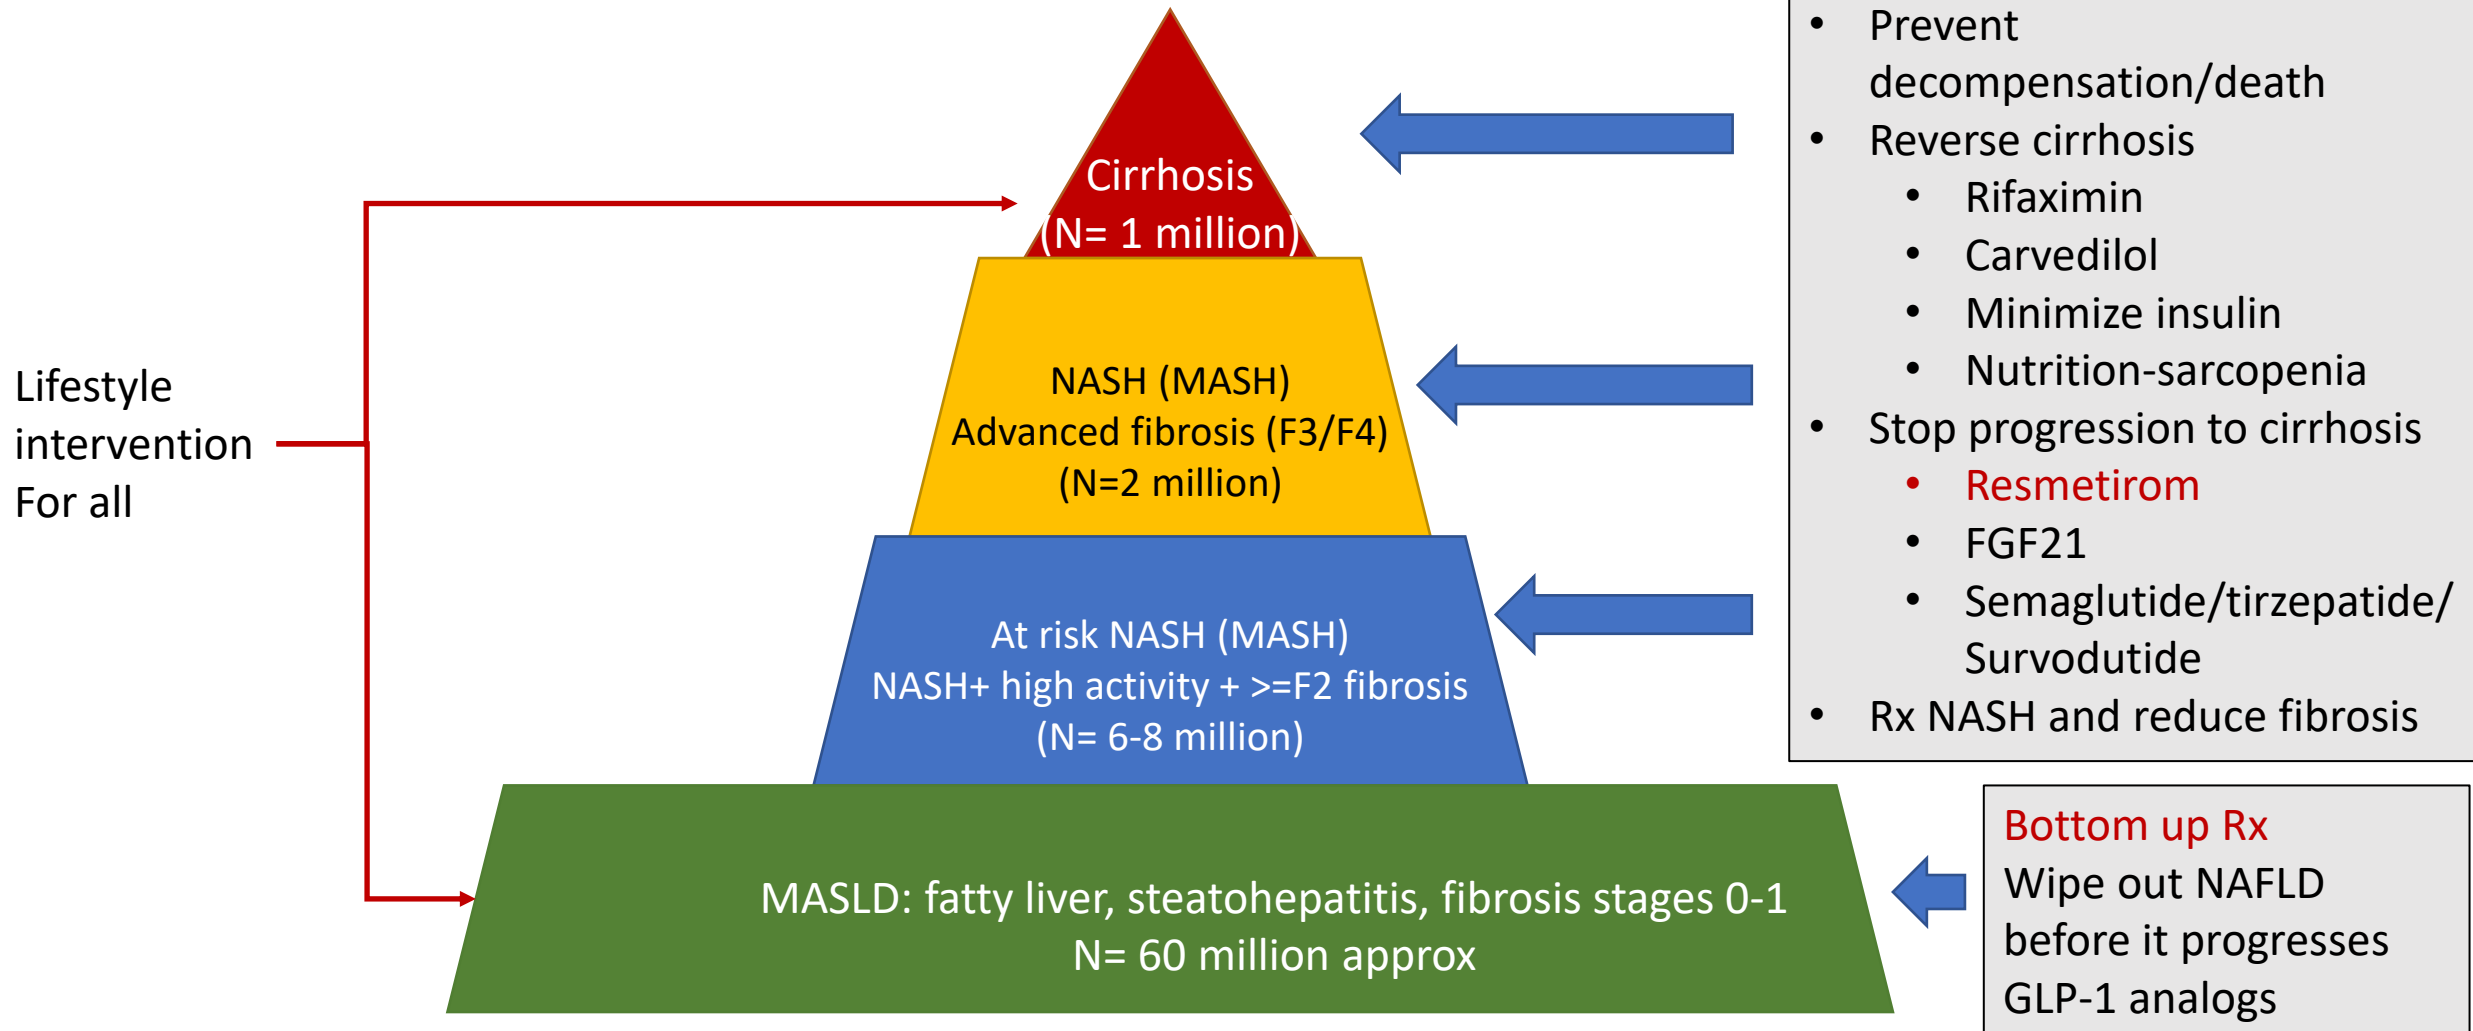 Lifestyle
intervention
For all
Cirrhosis
(N= 1 million)
NASH (MASH)
Advanced fibrosis (F3/F4)
(N=2 million)
At risk NASH (MASH)
NASH+ high activity + >=F2 fibrosis
(N= 6-8 million)
MASLD: fatty liver, steatohepatitis, fibrosis stages 0-1
N= 60 million approx
• Prevent
decompensation/death
• Reverse cirrhosis
• Rifaximin
• Carvedilol
• Minimize insulin
• Nutrition-sarcopenia
• Stop progression to cirrhosis
• Resmetirom
• FGF21
• Semaglutide/tirzepatide/
Survodutide
• Rx NASH and reduce fibrosis
Bottom up Rx
Wipe out NAFLD
before it progresses
GLP-1 analogs